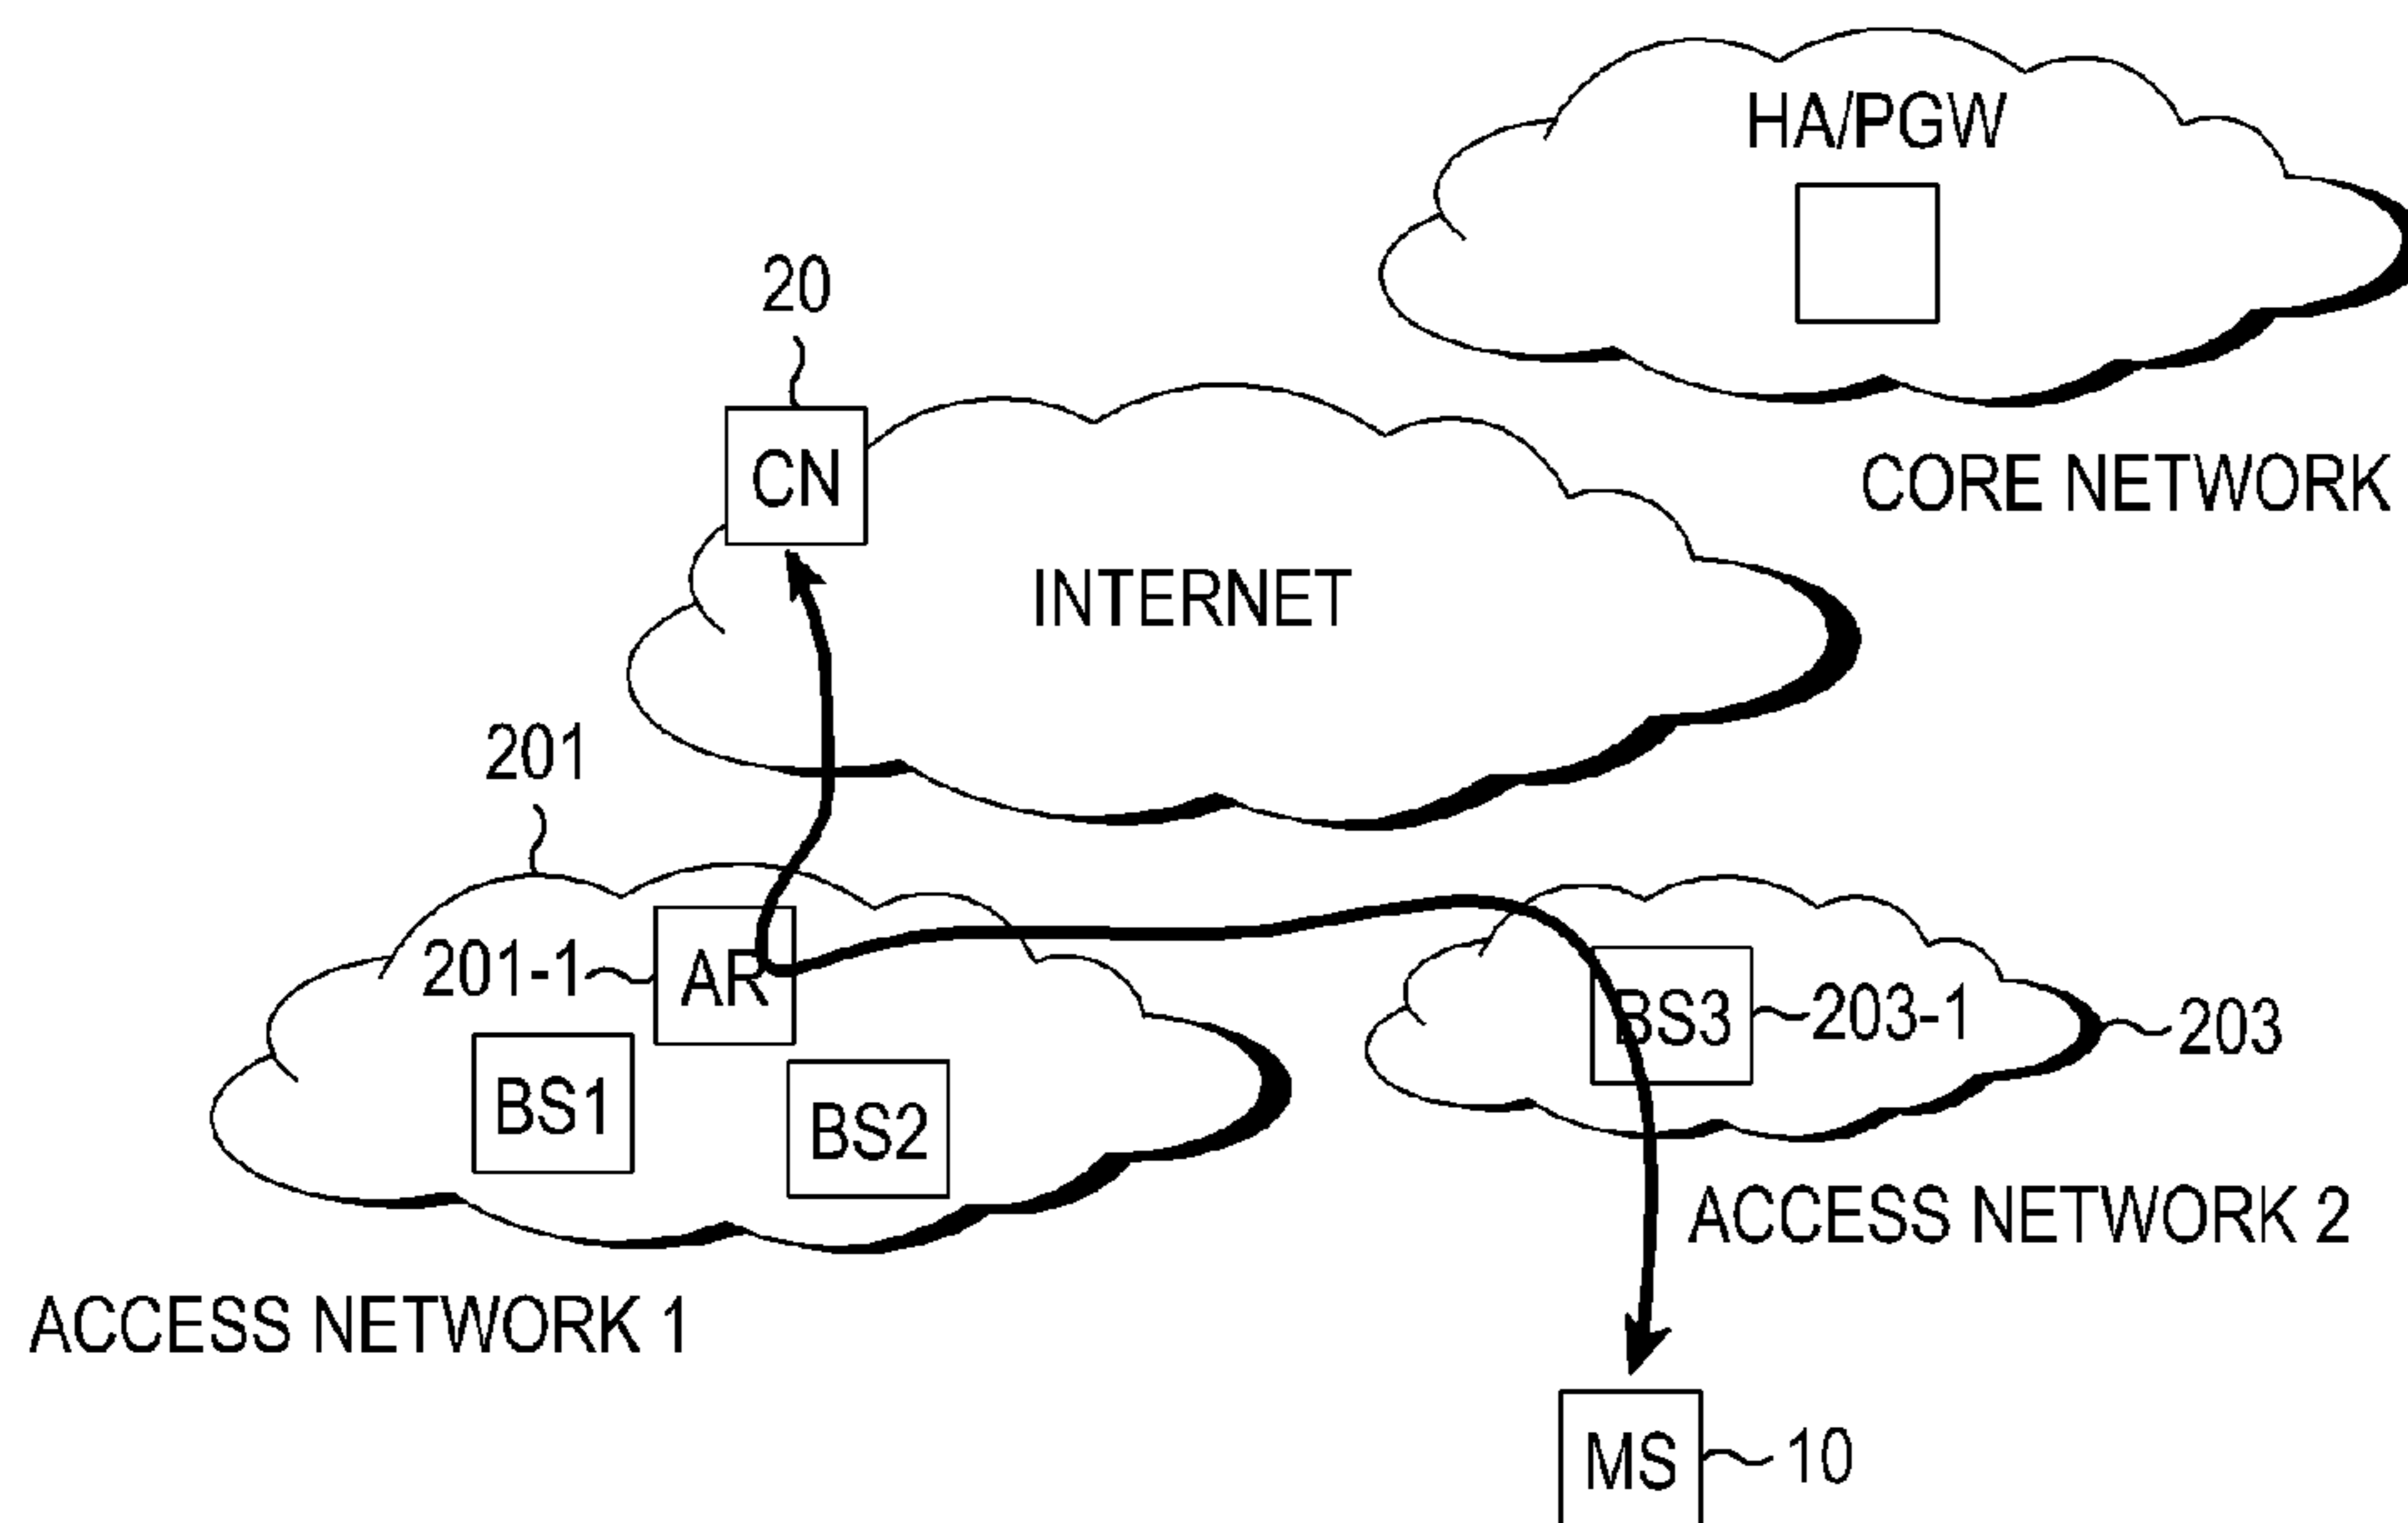 HA/PGW
20
CN
CORE NETWORK
INTERNET
201
201-1
AR
BS3
203-1
203
BS1
BS2
ACCESS NETWORK 2
ACCESS NETWORK 1
MS
10